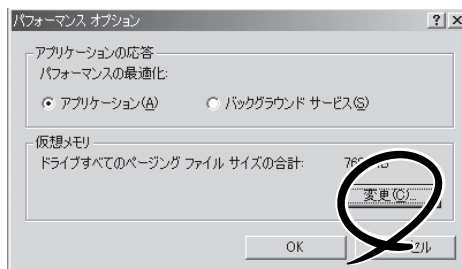 パフォーマンス オプション
アプリケーションの応答
パフォーマンスの最適化:
アプリケーション(A) バックグラウンド サービス(S)
仮想メモリ
ドライブすべてのページング ファイル サイズの合計:
変更(C)...
OK